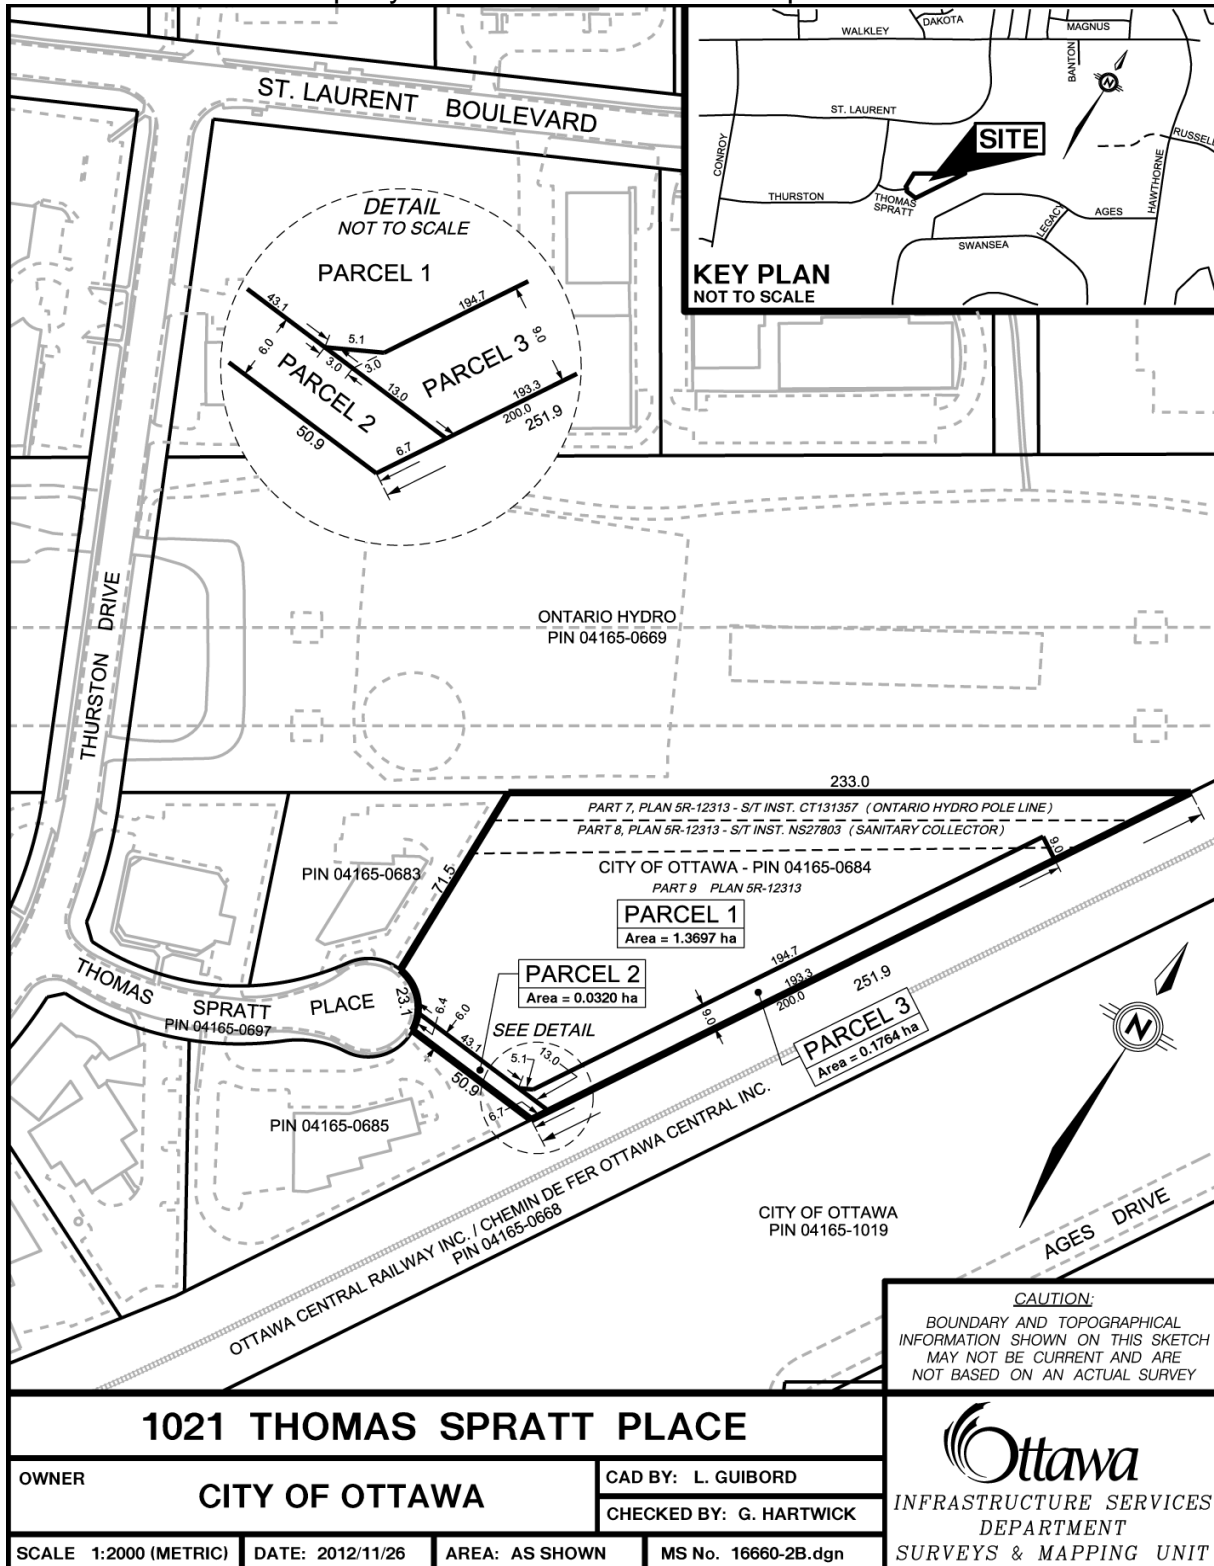 ST. LAURENT BOULEVARD
WALKLEY
DAKOTA
MAGNUS
BANTON
ST. LAURENT
CONROY
SITE
RUSSELL
HAWTHORNE
THURSTON
THOMAS
SPRATT
LEGACY
AGES
SWANSEA
N
KEY PLAN
NOT TO SCALE
DETAIL
NOT TO SCALE
PARCEL 1
43.1
194.7
5.1
6.0
3.0
3.0
9.0
PARCEL 3
PARCEL 2
13.0
193.3
200.0
251.9
50.9
6.7
THURSTON DRIVE
ONTARIO HYDRO
PIN 04165-0669
233.0
PART 7, PLAN 5R-12313 - S/T INST. CT131357 (ONTARIO HYDRO POLE LINE)
PART 8, PLAN 5R-12313 - S/T INST. NS27803 (SANITARY COLLECTOR)
9.0
CITY OF OTTAWA - PIN 04165-0684
PART 9 PLAN 5R-12313
PIN 04165-0683
71.5
PARCEL 1
Area = 1.3697 ha
194.7
193.3
200.0
251.9
9.0
PARCEL 2
Area = 0.0320 ha
THOMAS SPRATT PLACE
PIN 04165-0697
23.1
6.4
6.0
43.1
SEE DETAIL
5.1
13.0
50.9
6.7
PARCEL 3
Area = 0.1764 ha
N
PIN 04165-0685
OTTAWA CENTRAL RAILWAY INC. / CHEMIN DE FER OTTAWA CENTRAL INC.
PIN 04165-0668
CITY OF OTTAWA
PIN 04165-1019
AGES DRIVE
CAUTION:
BOUNDARY AND TOPOGRAPHICAL
INFORMATION SHOWN ON THIS SKETCH
MAY NOT BE CURRENT AND ARE
NOT BASED ON AN ACTUAL SURVEY
1021 THOMAS SPRATT PLACE
OWNER
CITY OF OTTAWA
CAD BY: L. GUIBORD
CHECKED BY: G. HARTWICK
SCALE 1:2000 (METRIC)
DATE: 2012/11/26
AREA: AS SHOWN
MS No. 16660-2B.dgn
Ottawa
INFRASTRUCTURE SERVICES
DEPARTMENT
SURVEYS & MAPPING UNIT